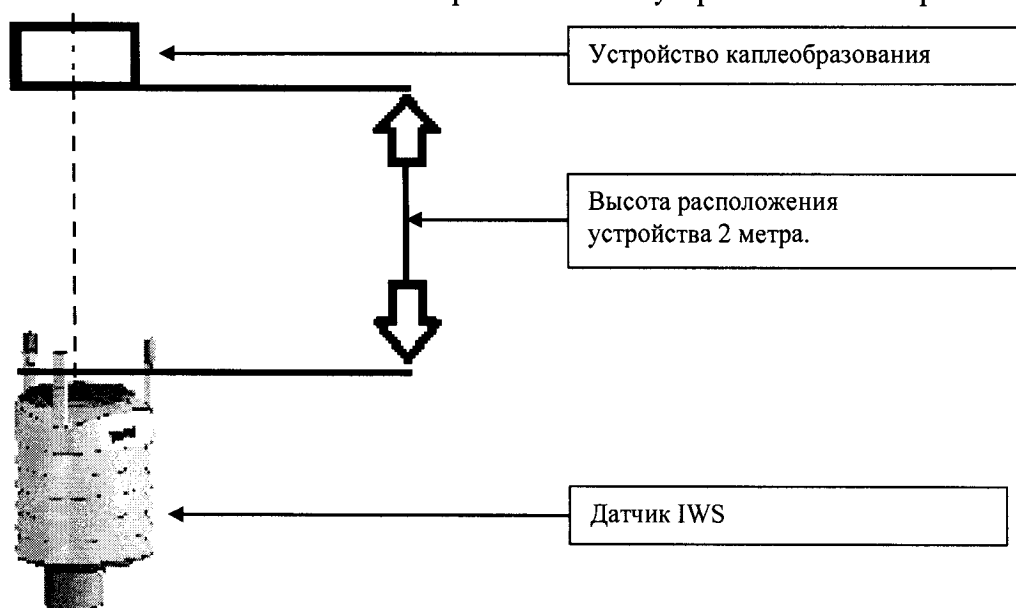 Устройство каплеобразования
Высота расположения
устройства 2 метра.
Датчик IWS